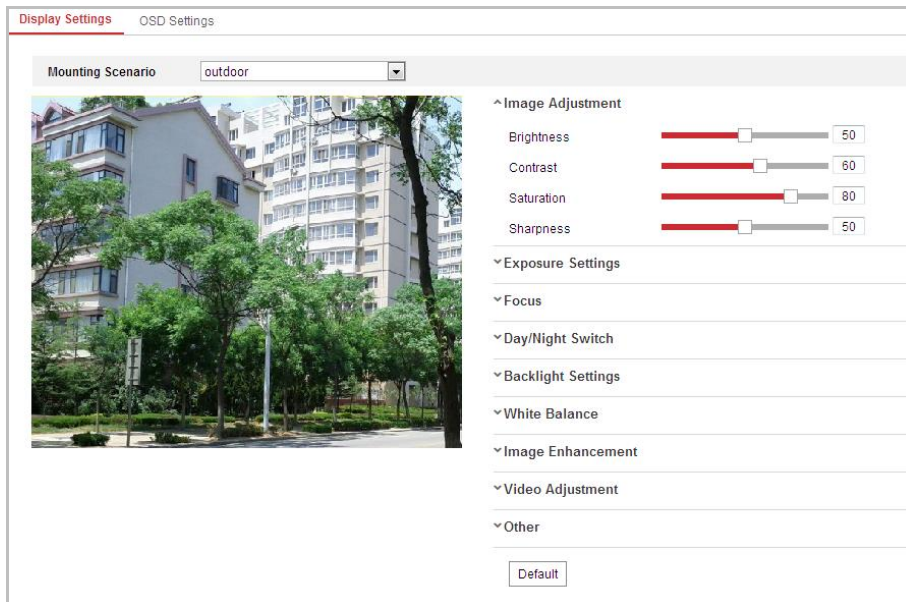 Display Settings OSD Settings
Mounting Scenario outdoor
Image Adjustment
Brightness 50
Contrast 60
Saturation 80
Sharpness 50
Exposure Settings
Focus
Day/Night Switch
Backlight Settings
White Balance
Image Enhancement
Video Adjustment
Other
Default